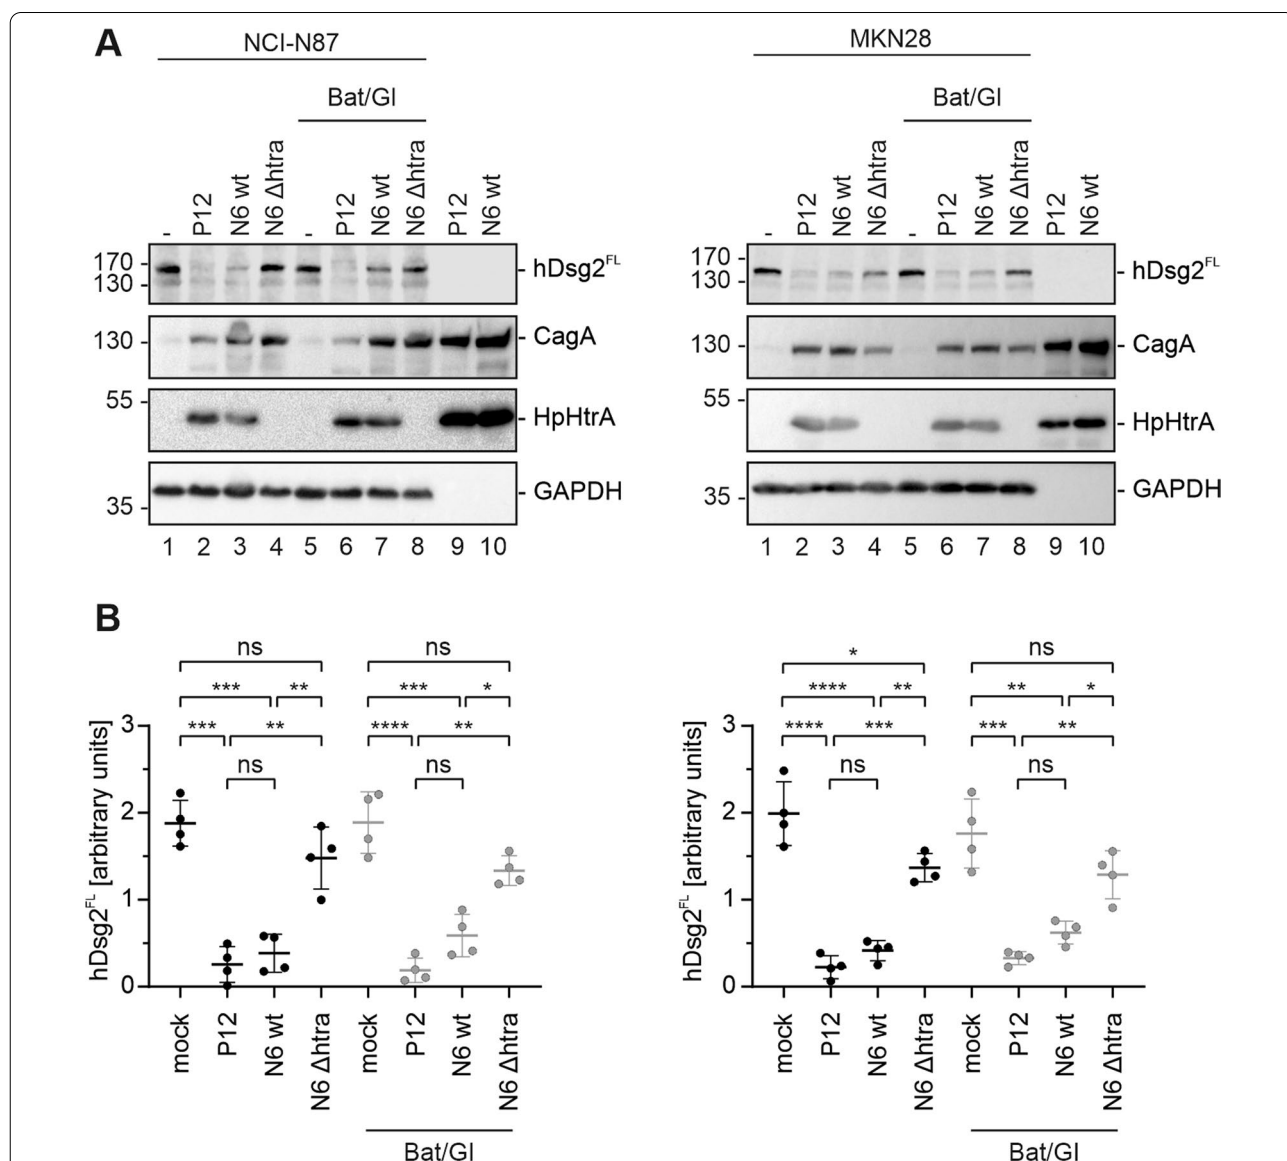 A
NCI-N87
Bat/GI
- P12 N6 wt N6 Δhtra - P12 N6 wt N6 Δhtra P12 N6 wt
170 -
130 -
- hDsg2FL
130 -
- CagA
55 -
- HpHtrA
35 -
- GAPDH
1 2 3 4 5 6 7 8 9 10
MKN28
Bat/GI
- P12 N6 wt N6 Δhtra - P12 N6 wt N6 Δhtra P12 N6 wt
170 -
130 -
- hDsg2FL
130 -
- CagA
55 -
- HpHtrA
35 -
- GAPDH
1 2 3 4 5 6 7 8 9 10
B
ns ns
*** ** *** *
*** ** **** **
ns ns
hDsg2FL [arbitrary units]
3
2
1
0
mock P12 N6 wt N6 Δhtra mock P12 N6 wt N6 Δhtra
Bat/GI
* ns
**** ** ** *
**** *** *** **
ns ns
hDsg2FL [arbitrary units]
3
2
1
0
mock P12 N6 wt N6 Δhtra mock P12 N6 wt N6 Δhtra
Bat/GI